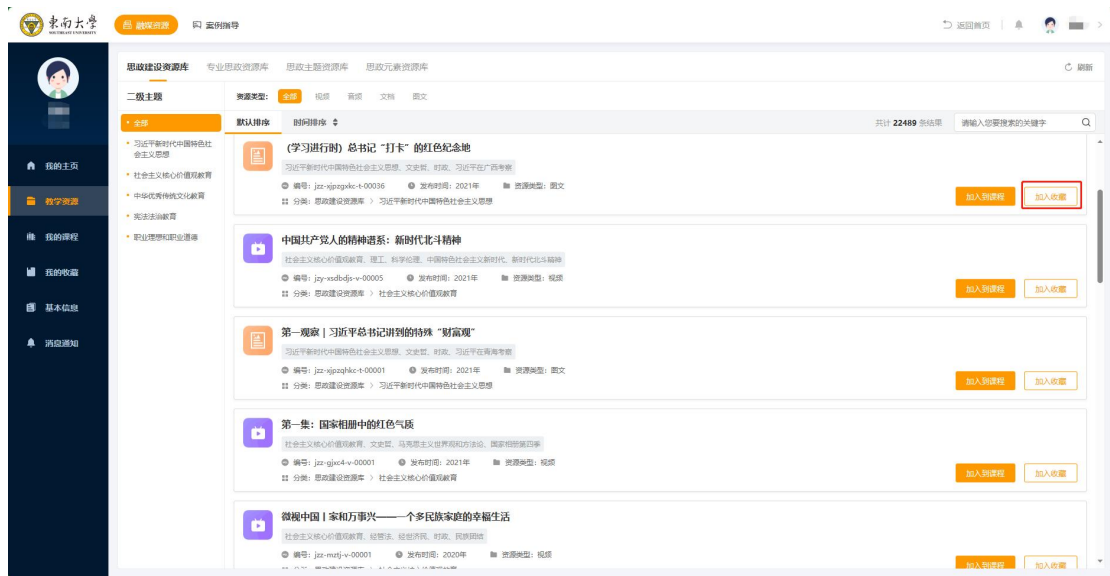 東南大學
SOUTHEAST UNIVERSITY
融媒资源
案例指导
返回首页
思政建设资源库 专业思政资源库 思政主题资源库 思政元素资源库
刷新
我的主页
教学资源
我的课程
我的收藏
基本信息
消息通知
二级主题
全部
习近平新时代中国特色社
会主义思想
社会主义核心价值观教育
中华优秀传统文化教育
宪法法治教育
职业理想和职业道德
资源类型: 全部 视频 音频 文档 图文
默认排序 时间排序
共计 22489 条结果
请输入您要搜索的关键字
(学习进行时) 总书记 “打卡” 的红色纪念地
习近平新时代中国特色社会主义思想、文史哲、时政、习近平在广西考察
编号: jzz-xjpzgxkc-t-00036 发布时间: 2021年 资源类型: 图文
分类: 思政建设资源库 〉 习近平新时代中国特色社会主义思想
加入到课程 加入收藏
中国共产党人的精神谱系: 新时代北斗精神
社会主义核心价值观教育、理工、科学伦理、中国特色社会主义新时代、新时代北斗精神
编号: jzy-xsdbdjs-v-00005 发布时间: 2021年 资源类型: 视频
分类: 思政建设资源库 〉 社会主义核心价值观教育
加入到课程 加入收藏
第一观察 | 习近平总书记讲到的特殊 “财富观”
习近平新时代中国特色社会主义思想、文史哲、时政、习近平在青海考察
编号: jzz-xjpzqhkc-t-00001 发布时间: 2021年 资源类型: 图文
分类: 思政建设资源库 〉 习近平新时代中国特色社会主义思想
加入到课程 加入收藏
第一集: 国家相册中的红色气质
社会主义核心价值观教育、文史哲、马克思主义世界观和方法论、国家相册第四季
编号: jzz-gjxc4-v-00001 发布时间: 2021年 资源类型: 视频
分类: 思政建设资源库 〉 社会主义核心价值观教育
加入到课程 加入收藏
微视中国 | 家和万事兴——一个多民族家庭的幸福生活
社会主义核心价值观教育、经管法、经世济民、时政、民族团结
编号: jzz-mztj-v-00001 发布时间: 2020年 资源类型: 视频
加入到课程 加入收藏